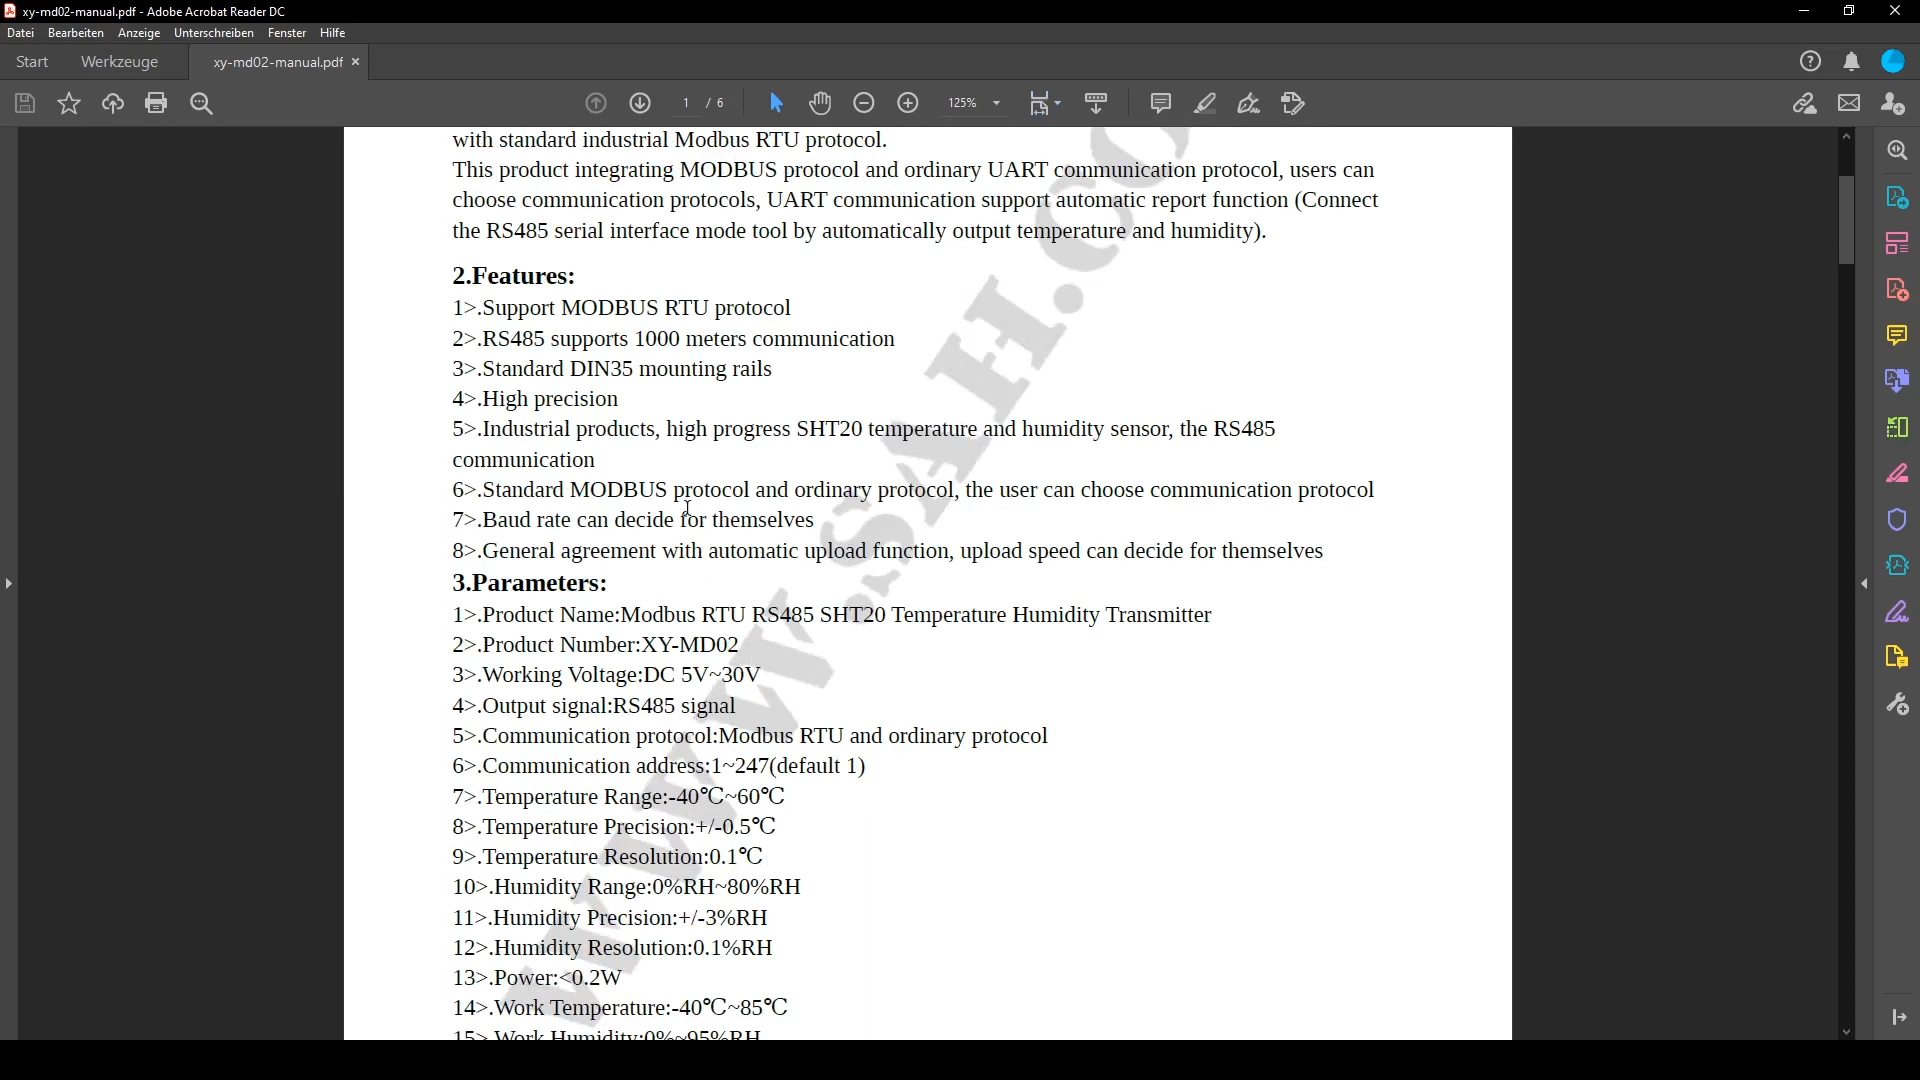 xy-md02-manual.pdf - Adobe Acrobat Reader DC
Datei Bearbeiten Anzeige Unterschreiben Fenster Hilfe
Start Werkzeuge xy-md02-manual.pdf ×
1 / 6 125%
with standard industrial Modbus RTU protocol.
This product integrating MODBUS protocol and ordinary UART communication protocol, users can
choose communication protocols, UART communication support automatic report function (Connect
the RS485 serial interface mode tool by automatically output temperature and humidity).
2.Features:
1>.Support MODBUS RTU protocol
2>.RS485 supports 1000 meters communication
3>.Standard DIN35 mounting rails
4>.High precision
5>.Industrial products, high progress SHT20 temperature and humidity sensor, the RS485
communication
6>.Standard MODBUS protocol and ordinary protocol, the user can choose communication protocol
7>.Baud rate can decide for themselves
8>.General agreement with automatic upload function, upload speed can decide for themselves
3.Parameters:
1>.Product Name:Modbus RTU RS485 SHT20 Temperature Humidity Transmitter
2>.Product Number:XY-MD02
3>.Working Voltage:DC 5V~30V
4>.Output signal:RS485 signal
5>.Communication protocol:Modbus RTU and ordinary protocol
6>.Communication address:1~247(default 1)
7>.Temperature Range:-40℃~60℃
8>.Temperature Precision:+/-0.5℃
9>.Temperature Resolution:0.1℃
10>.Humidity Range:0%RH~80%RH
11>.Humidity Precision:+/-3%RH
12>.Humidity Resolution:0.1%RH
13>.Power:<0.2W
14>.Work Temperature:-40℃~85℃
15>.Work Humidity:0%~95%RH
WWW.SAH.CO